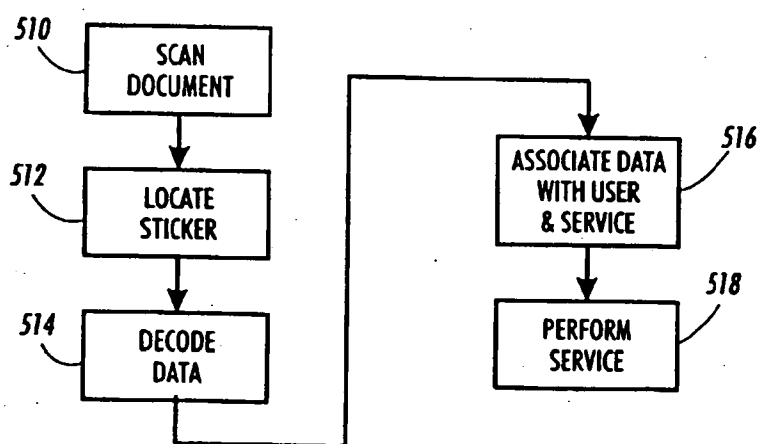 510
SCAN
DOCUMENT
512
LOCATE
STICKER
514
DECODE
DATA
516
ASSOCIATE DATA
WITH USER
& SERVICE
518
PERFORM
SERVICE